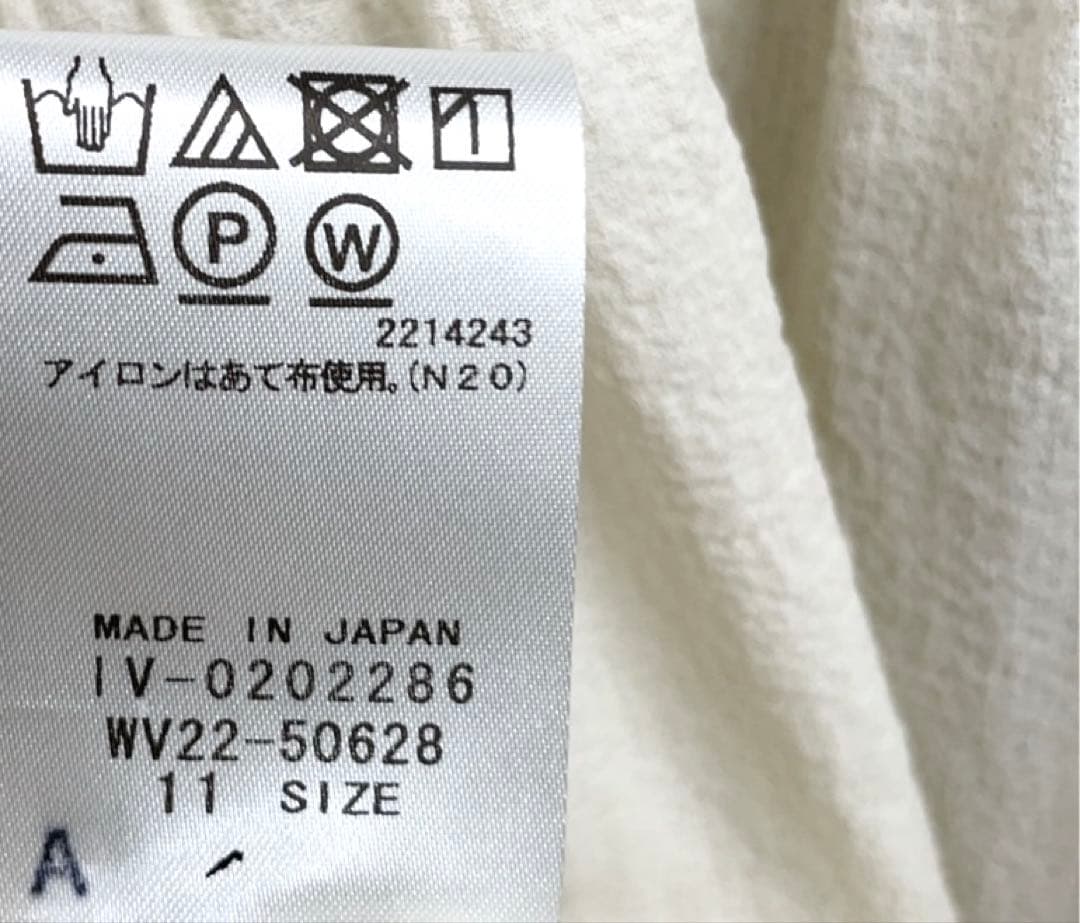 P W
2214243
アイロンはあて布使用。(N20)
MADE IN JAPAN
IV-0202286
WV22-50628
11 SIZE
A